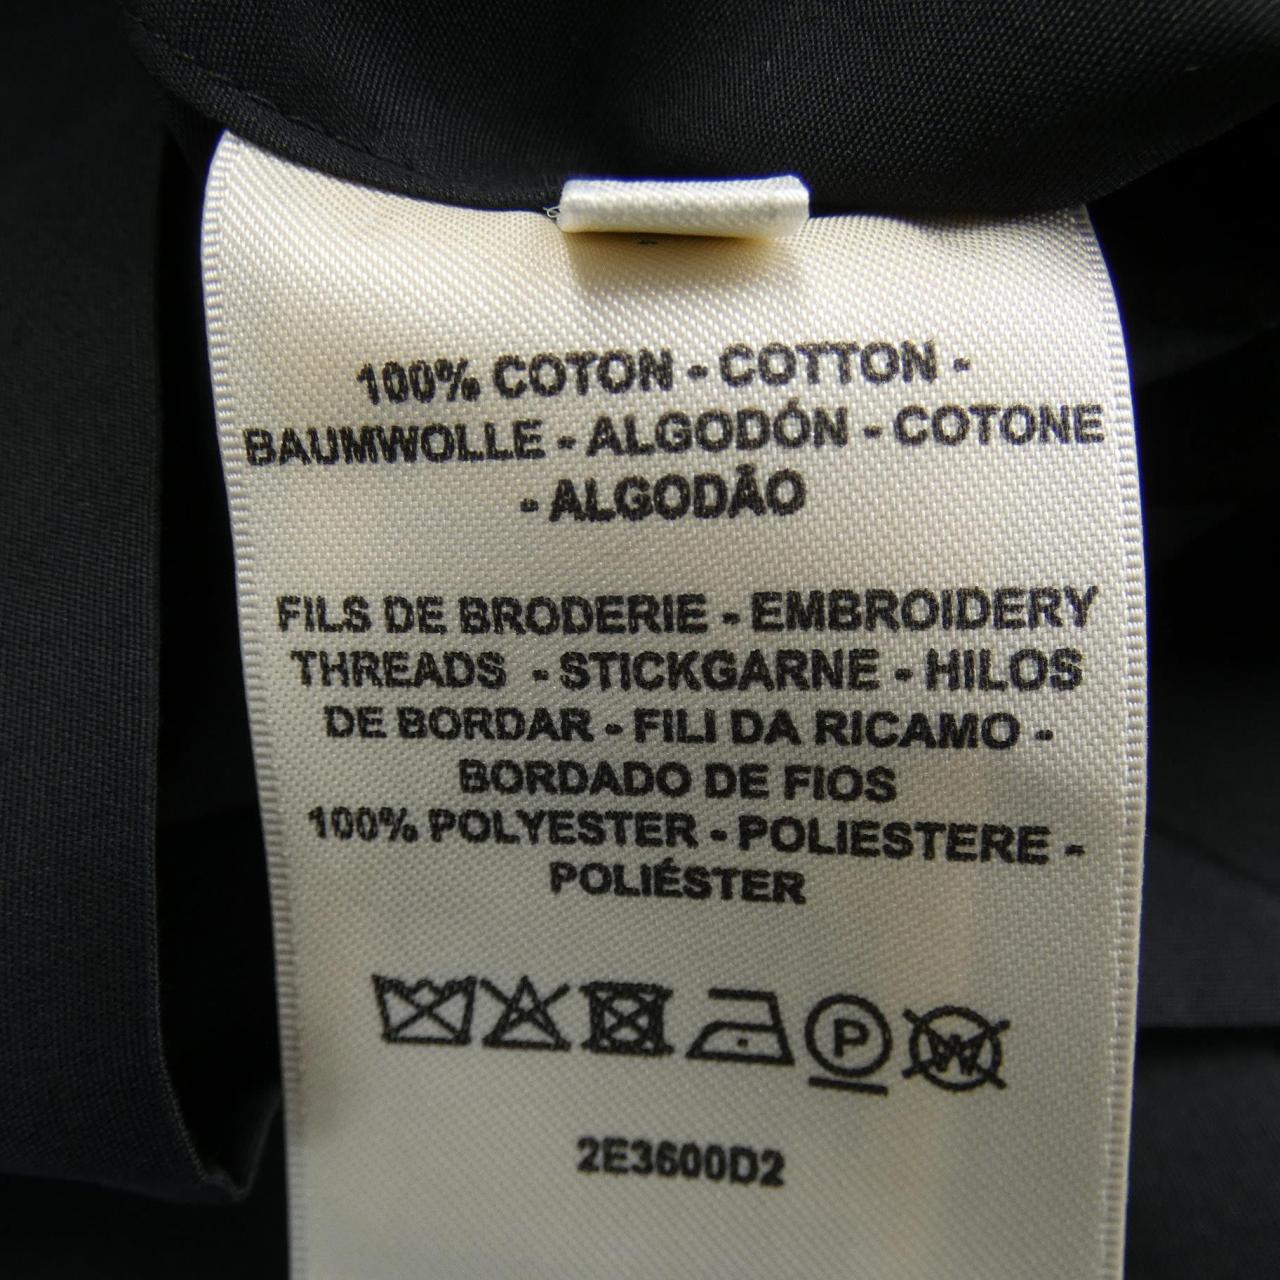 100% COTON - COTTON -
BAUMWOLLE - ALGODÓN - COTONE
- ALGODÃO
FILS DE BRODERIE - EMBROIDERY
THREADS - STICKGARNE - HILOS
DE BORDAR - FILI DA RICAMO -
BORDADO DE FIOS
100% POLYESTER - POLIESTERE -
POLIÉSTER
P
W
2E3600D2